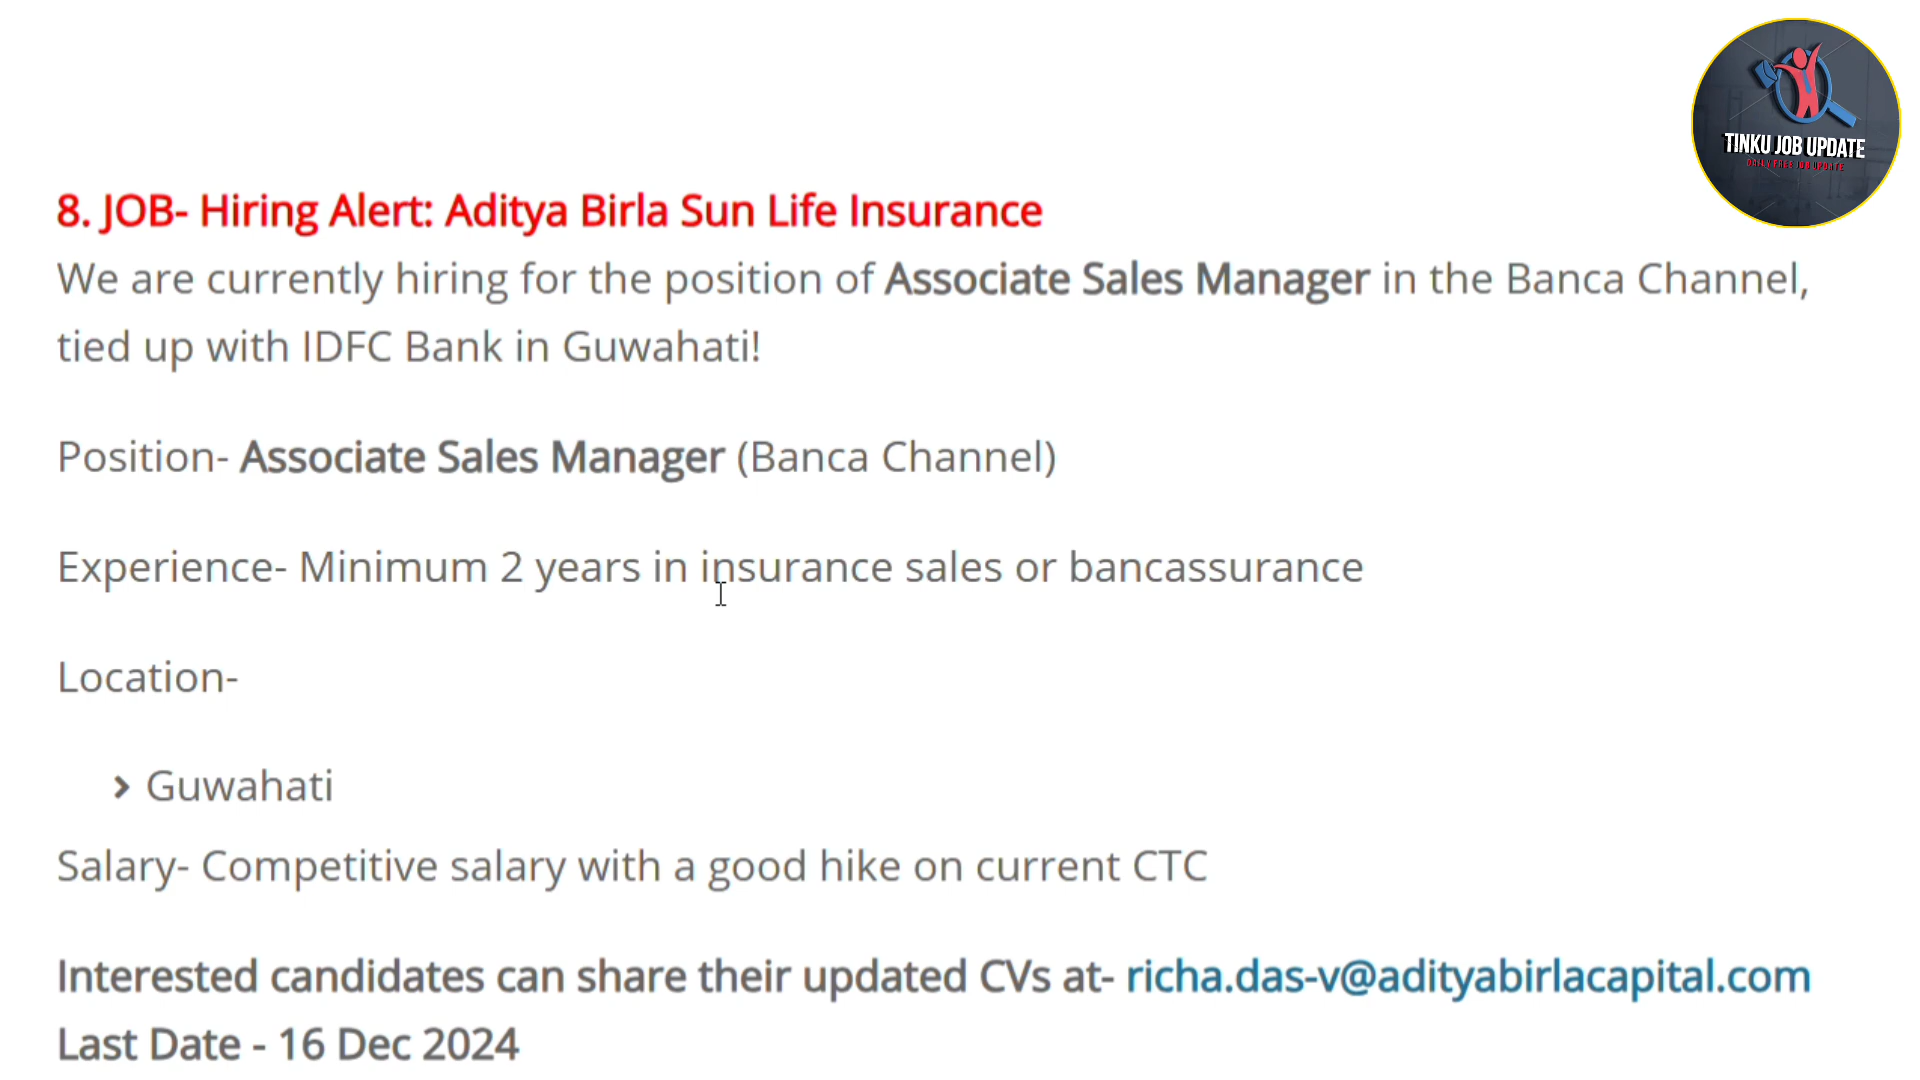 TINKU JOB UPDATE
DAILY FREE JOB UPDATE
8. JOB- Hiring Alert: Aditya Birla Sun Life Insurance
We are currently hiring for the position of Associate Sales Manager in the Banca Channel,
tied up with IDFC Bank in Guwahati!
Position- Associate Sales Manager (Banca Channel)
Experience- Minimum 2 years in insurance sales or bancassurance
Location-
Guwahati
Salary- Competitive salary with a good hike on current CTC
Interested candidates can share their updated CVs at- richa.das-v@adityabirlacapital.com
Last Date - 16 Dec 2024